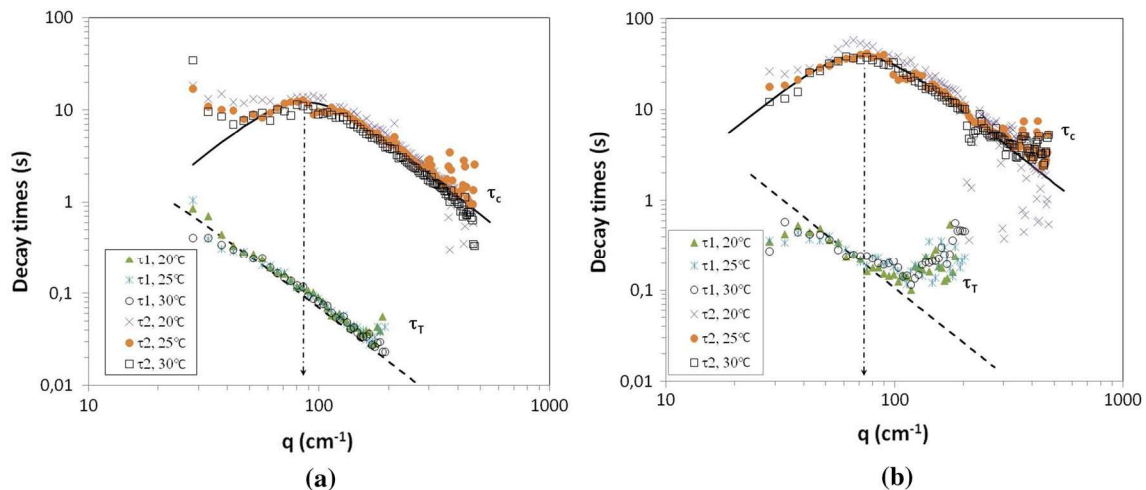 (a)
Decay times (s)
100
10
1
0,1
0,01
10
100
1000
q (cm-1)
τ1, 20℃
τ1, 25℃
τ1, 30℃
τ2, 20℃
τ2, 25℃
τ2, 30℃
τc
τT
(a)
(b)
Decay times (s)
100
10
1
0,1
0,01
10
100
1000
q (cm-1)
τ1, 20℃
τ1, 25℃
τ1, 30℃
τ2, 20℃
τ2, 25℃
τ2, 30℃
τc
τT
(b)